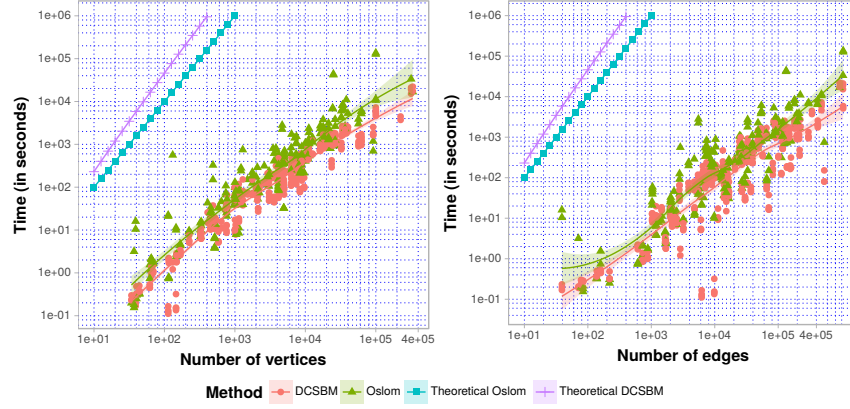 1e+06
1e+05
1e+04
1e+03
1e+02
1e+01
1e+00
1e-01
Time (in seconds)
1e+01 1e+02 1e+03 1e+04 1e+05 4e+05
Number of vertices
1e+06
1e+05
1e+04
1e+03
1e+02
1e+01
1e+00
1e-01
Time (in seconds)
1e+01 1e+02 1e+03 1e+04 1e+05 4e+05
Number of edges
Method DCSBM Oslom Theoretical Oslom Theoretical DCSBM